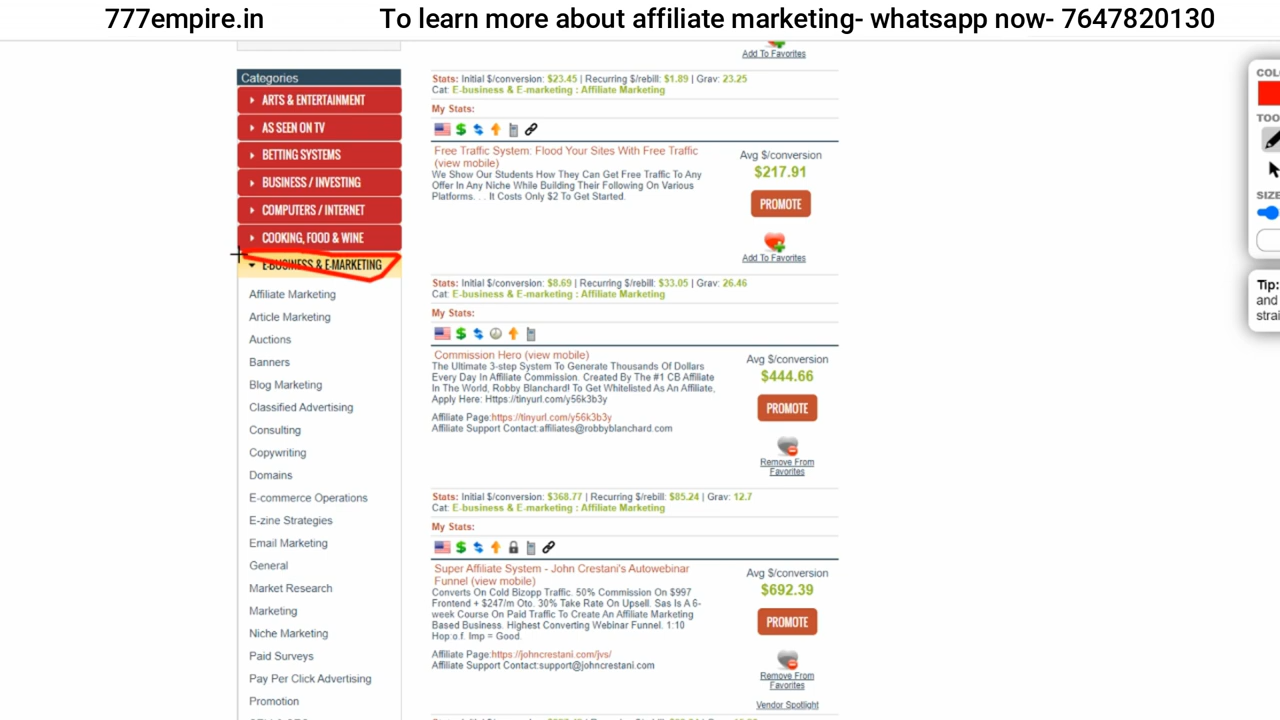 777empire.in
To learn more about affiliate marketing- whatsapp now- 7647820130
Categories
ARTS & ENTERTAINMENT
AS SEEN ON TV
BETTING SYSTEMS
BUSINESS / INVESTING
COMPUTERS / INTERNET
COOKING, FOOD & WINE
E-BUSINESS & E-MARKETING
Affiliate Marketing
Article Marketing
Auctions
Banners
Blog Marketing
Classified Advertising
Consulting
Copywriting
Domains
E-commerce Operations
E-zine Strategies
Email Marketing
General
Market Research
Marketing
Niche Marketing
Paid Surveys
Pay Per Click Advertising
Promotion
Add To Favorites
Stats: Initial $/conversion: $23.45 | Recurring $/rebill: $1.89 | Grav: 23.25
Cat: E-business & E-marketing : Affiliate Marketing
My Stats:
Free Traffic System: Flood Your Sites With Free Traffic
(view mobile)
We Show Our Students How They Can Get Free Traffic To Any
Offer In Any Niche While Building Their Following On Various
Platforms. . . It Costs Only $2 To Get Started.
Avg $/conversion
$217.91
PROMOTE
Add To Favorites
Stats: Initial $/conversion: $8.69 | Recurring $/rebill: $33.05 | Grav: 26.46
Cat: E-business & E-marketing : Affiliate Marketing
My Stats:
Commission Hero (view mobile)
The Ultimate 3-step System To Generate Thousands Of Dollars
Every Day In Affiliate Commission. Created By The #1 CB Affiliate
In The World, Robby Blanchard! To Get Whitelisted As An Affiliate,
Apply Here: Https://tinyurl.com/y56k3b3y
Affiliate Page:https://tinyurl.com/y56k3b3y
Affiliate Support Contact:affiliates@robbyblanchard.com
Avg $/conversion
$444.66
PROMOTE
Remove From
Favorites
Stats: Initial $/conversion: $368.77 | Recurring $/rebill: $85.24 | Grav: 12.7
Cat: E-business & E-marketing : Affiliate Marketing
My Stats:
Super Affiliate System - John Crestani's Autowebinar
Funnel (view mobile)
Converts On Cold Bizopp Traffic. 50% Commission On $997
Frontend + $247/m Oto. 30% Take Rate On Upsell. Sas Is A 6-
week Course On Paid Traffic To Create An Affiliate Marketing
Based Business. Highest Converting Webinar Funnel. 1:10
Hop:o.f. Imp = Good.
Affiliate Page:https://johncrestani.com/jvs/
Affiliate Support Contact:support@johncrestani.com
Avg $/conversion
$692.39
PROMOTE
Remove From
Favorites
Vendor Spotlight
SIZE
Tip:
and